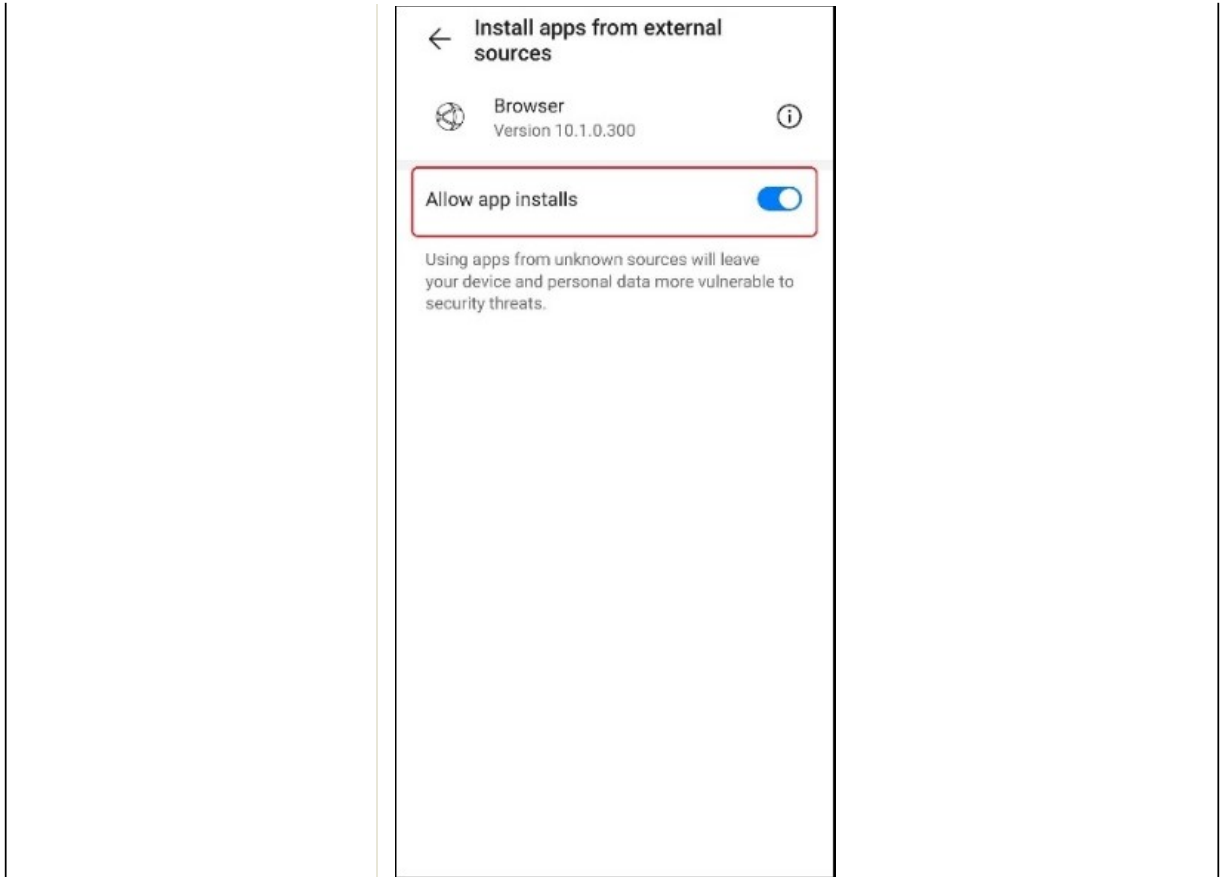 Install apps from external
sources
Browser
Version 10.1.0.300
Allow app installs
Using apps from unknown sources will leave
your device and personal data more vulnerable to
security threats.